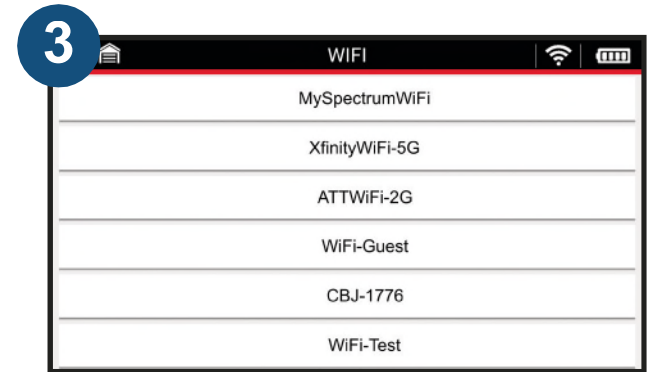 3
WIFI
MySpectrumWiFi
XfinityWiFi-5G
ATTWiFi-2G
WiFi-Guest
CBJ-1776
WiFi-Test